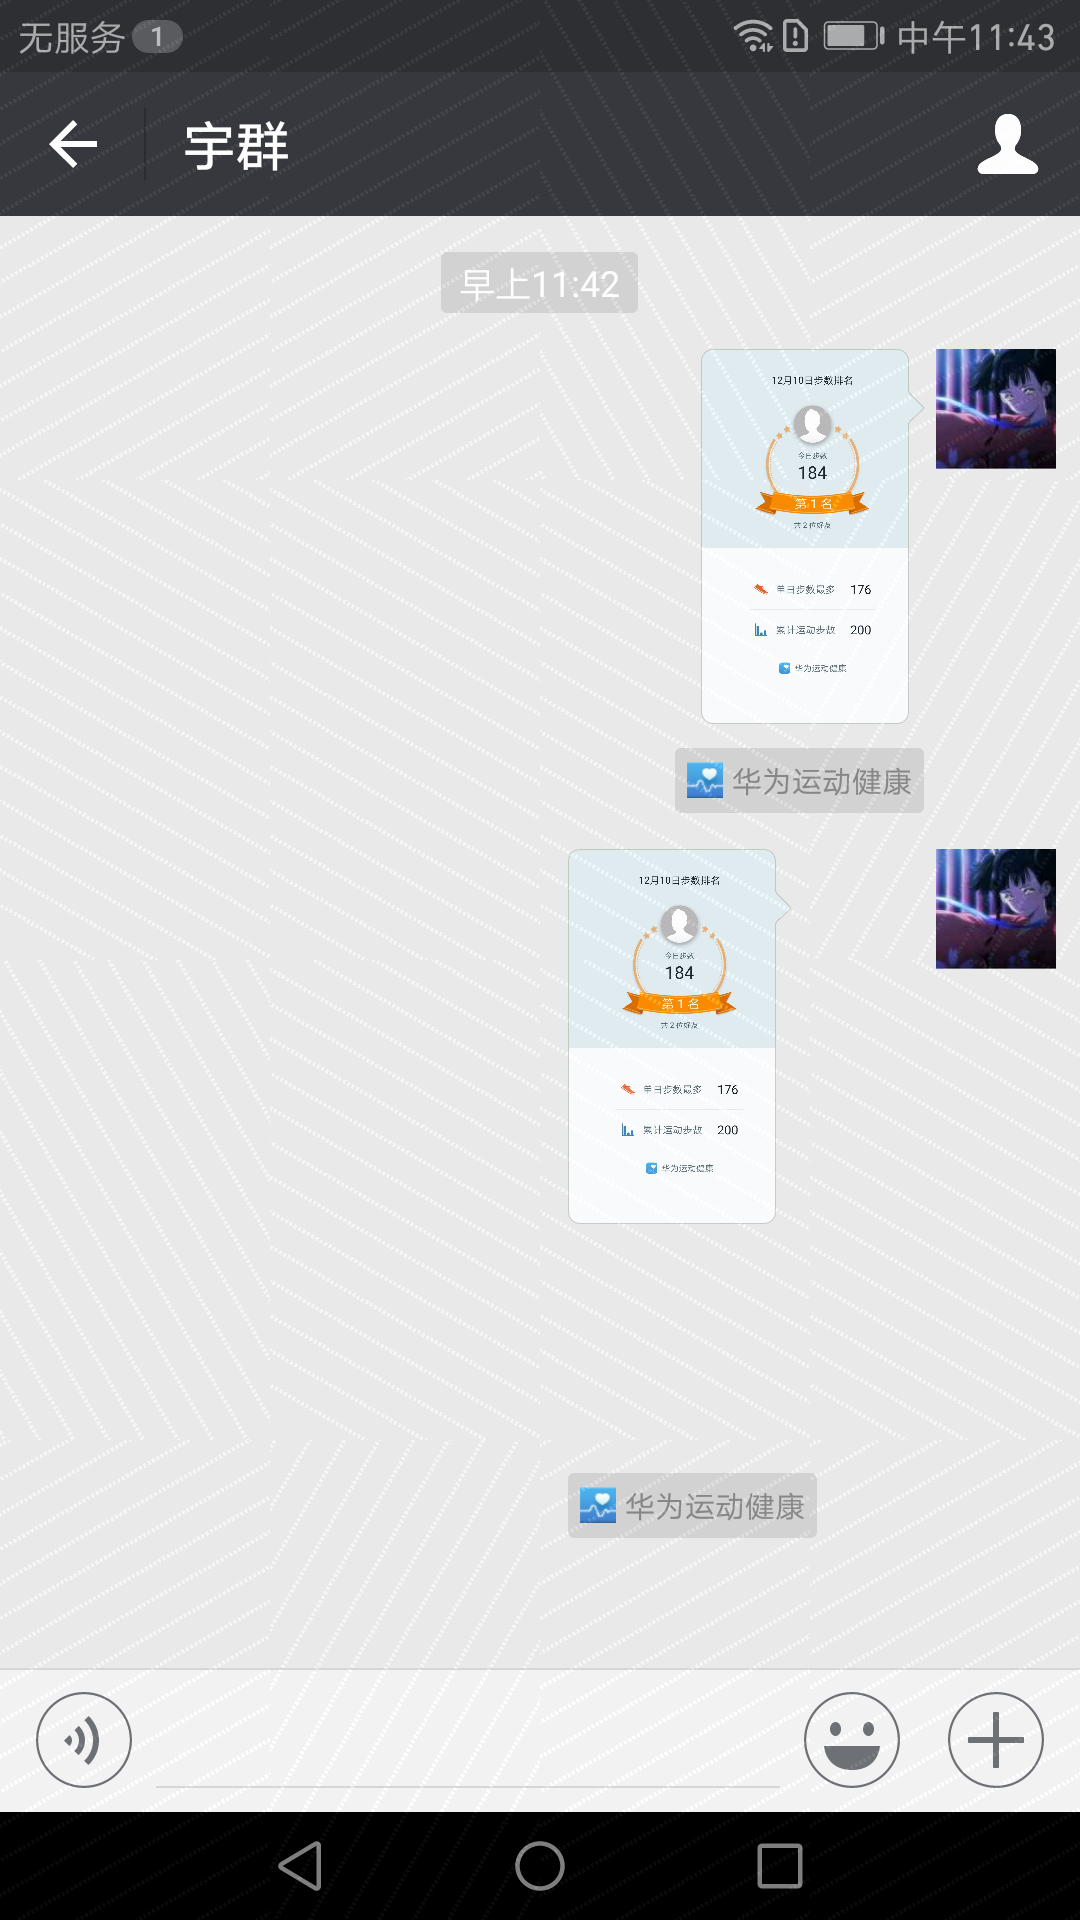 无服务 1 中午11:43
宇群
早上11:42
12月10日步数排名
今日步数
184
第 1 名
共 2 位好友
单日步数最多 176
累计运动步数 200
华为运动健康
华为运动健康
12月10日步数排名
今日步数
184
第 1 名
共 2 位好友
单日步数最多 176
累计运动步数 200
华为运动健康
华为运动健康